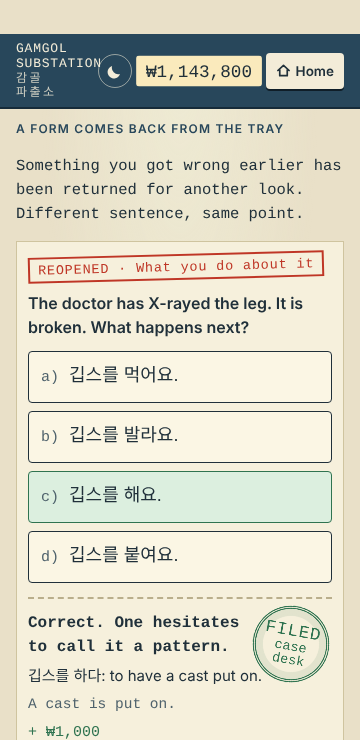 GAMGOL
SUBSTATION
감골
파출소
₩1,143,800
Home
A FORM COMES BACK FROM THE TRAY
Something you got wrong earlier has
been returned for another look.
Different sentence, same point.
REOPENED · What you do about it
The doctor has X-rayed the leg. It is
broken. What happens next?
a) 깁스를 먹어요.
b) 깁스를 발라요.
c) 깁스를 해요.
d) 깁스를 붙여요.
Correct. One hesitates
to call it a pattern.
FILED
case
desk
깁스를 하다: to have a cast put on.
A cast is put on.
+ ₩1,000